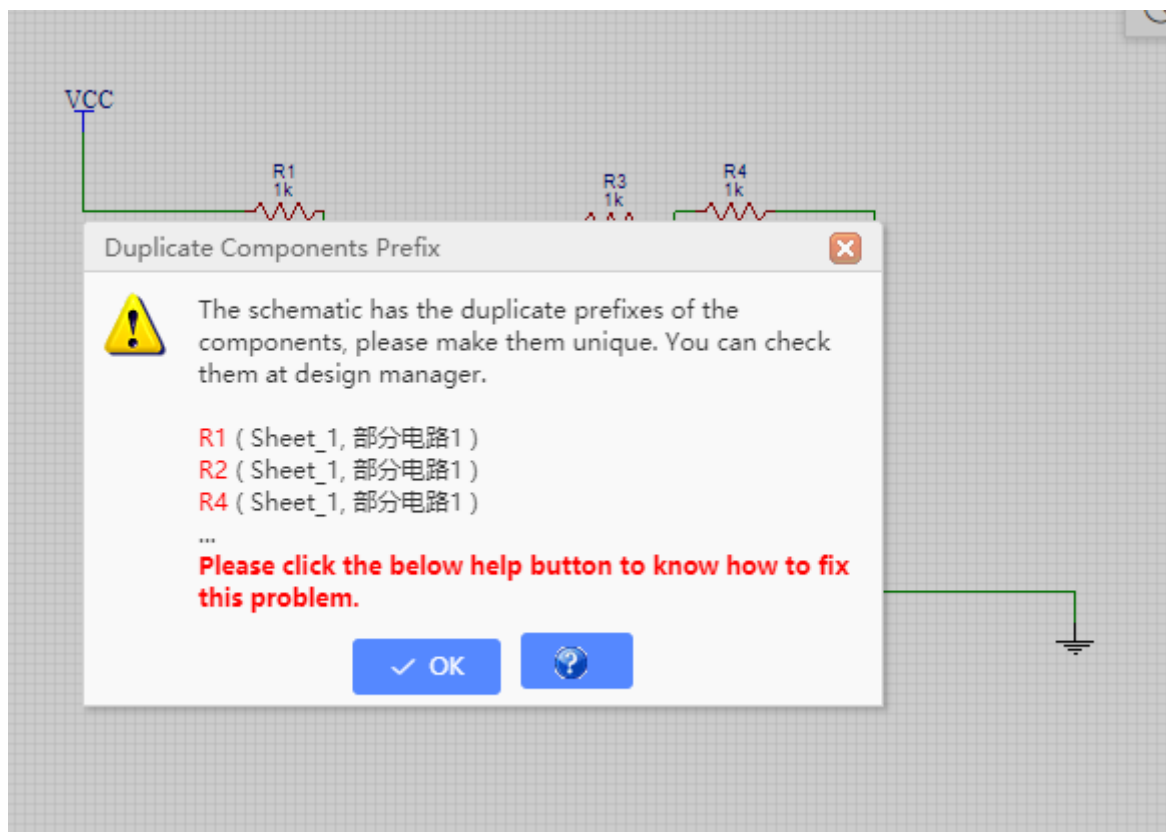 VCC
R1
1k
R3
1k
R4
1k
Duplicate Components Prefix
The schematic has the duplicate prefixes of the
components, please make them unique. You can check
them at design manager.
R1 ( Sheet_1, 部分电路1 )
R2 ( Sheet_1, 部分电路1 )
R4 ( Sheet_1, 部分电路1 )
...
Please click the below help button to know how to fix
this problem.
OK